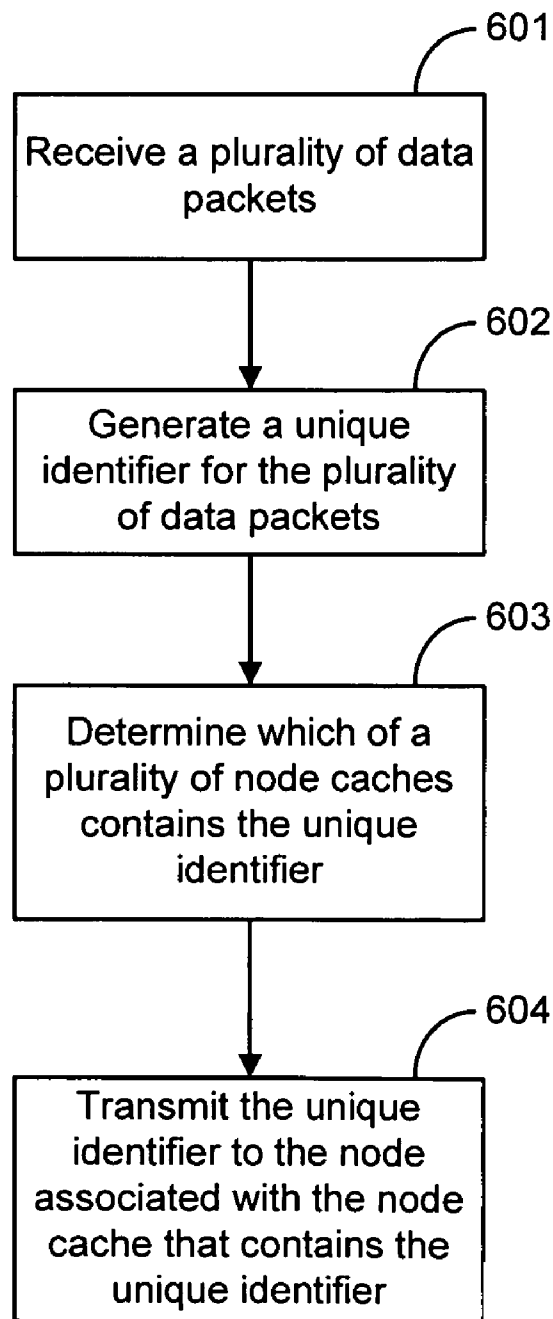 601
Receive a plurality of data
packets
602
Generate a unique
identifier for the plurality
of data packets
603
Determine which of a
plurality of node caches
contains the unique
identifier
604
Transmit the unique
identifier to the node
associated with the node
cache that contains the
unique identifier